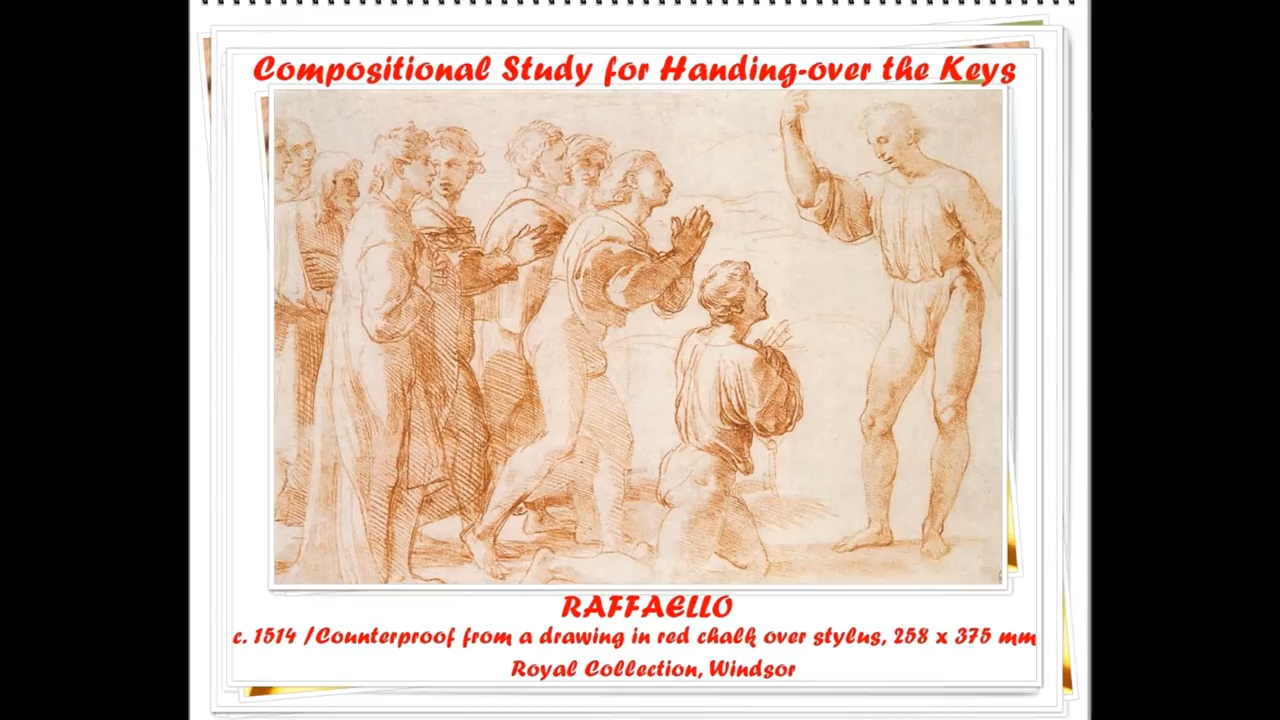 Compositional Study for Handing-over the Keys
RAFFAELLO
c. 1514 /Counterproof from a drawing in red chalk over stylus, 258 x 375 mm
Royal Collection, Windsor